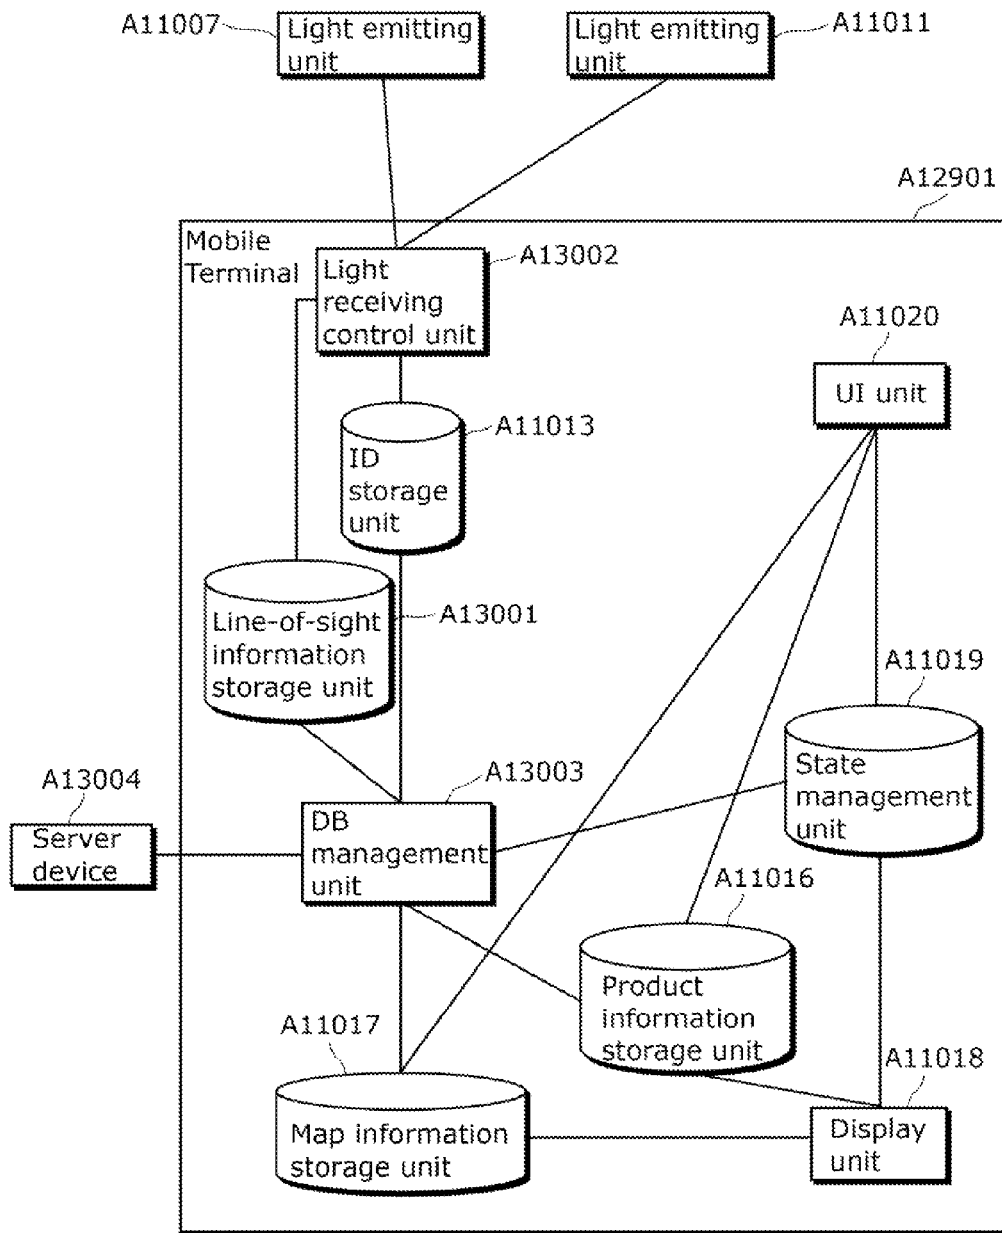 A11007
Light emitting
unit
Light emitting
unit
A11011
A12901
Mobile
Terminal
Light
receiving
control unit
A13002
A11020
UI unit
A11013
ID
storage
unit
A13001
Line-of-sight
information
storage unit
A11019
State
management
unit
A13004
Server
device
A13003
DB
management
unit
A11016
Product
information
storage unit
A11017
Map information
storage unit
A11018
Display
unit